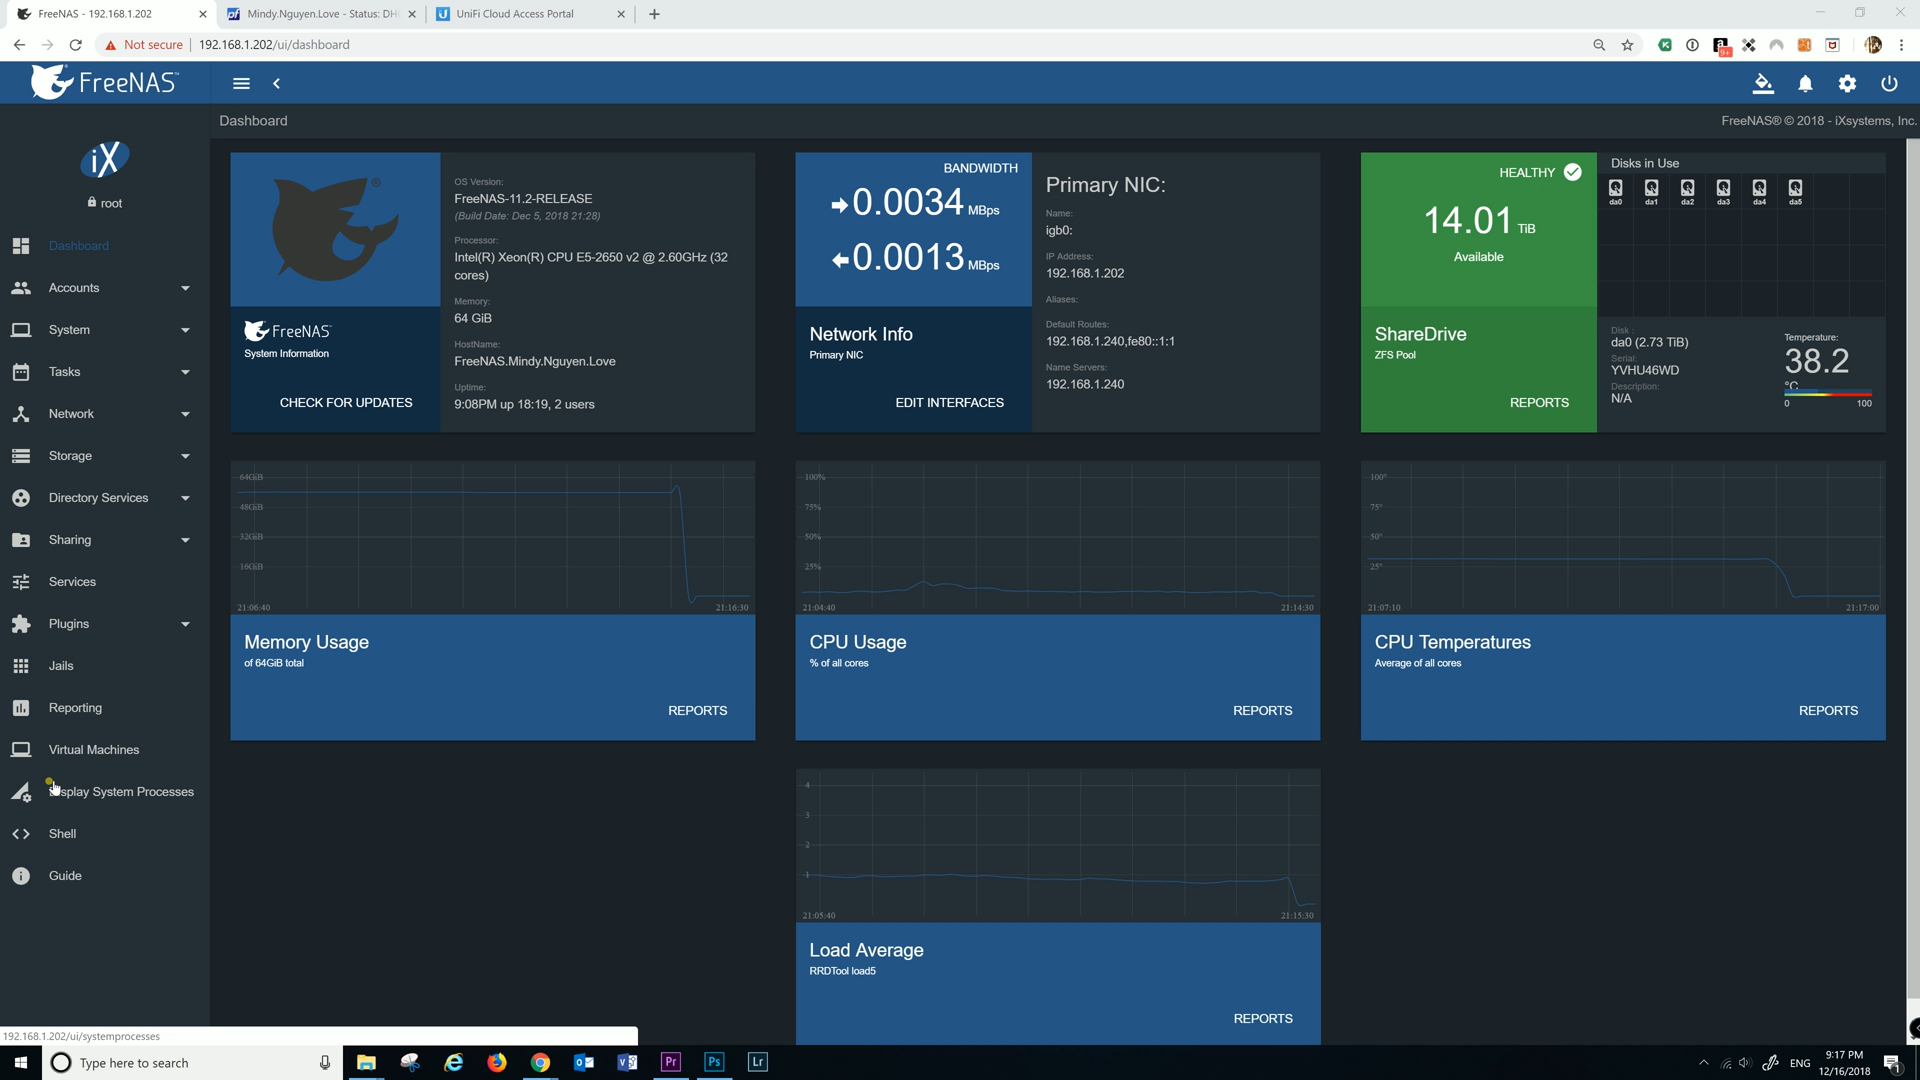 FreeNAS - 192.168.1.202
Mindy.Nguyen.Love - Status: DH
UniFi Cloud Access Portal
Not secure
192.168.1.202/ui/dashboard
9+
FreeNAS
Dashboard
FreeNAS® © 2018 - iXsystems, Inc.
iX
root
Dashboard
Accounts
System
Tasks
Network
Storage
Directory Services
Sharing
Services
Plugins
Jails
Reporting
Virtual Machines
Display System Processes
Shell
Guide
OS Version:
FreeNAS-11.2-RELEASE
(Build Date: Dec 5, 2018 21:28)
Processor:
Intel(R) Xeon(R) CPU E5-2650 v2 @ 2.60GHz (32
cores)
Memory:
64 GiB
HostName:
FreeNAS.Mindy.Nguyen.Love
Uptime:
9:08PM up 18:19, 2 users
FreeNAS
System Information
CHECK FOR UPDATES
BANDWIDTH
0.0034 MBps
0.0013 MBps
Network Info
Primary NIC
EDIT INTERFACES
Primary NIC:
Name:
igb0:
IP Address:
192.168.1.202
Aliases:
Default Routes:
192.168.1.240,fe80::1:1
Name Servers:
192.168.1.240
HEALTHY
14.01 TiB
Available
ShareDrive
ZFS Pool
REPORTS
Disks in Use
da0 da1 da2 da3 da4 da5
Disk :
da0 (2.73 TiB)
Serial:
YVHU46WD
Description:
N/A
Temperature:
38.2
°C
0 100
64GiB
48GiB
32GiB
16GiB
21:06:40 21:16:30
Memory Usage
of 64GiB total
REPORTS
100%
75%
50%
25%
21:04:40 21:14:30
CPU Usage
% of all cores
REPORTS
100°
75°
50°
25°
21:07:10 21:17:00
CPU Temperatures
Average of all cores
REPORTS
4
3
2
1
21:05:40 21:15:30
Load Average
RRDTool load5
REPORTS
192.168.1.202/ui/systemprocesses
Type here to search
Pr
Ps
Lr
ENG
9:17 PM
12/16/2018
1